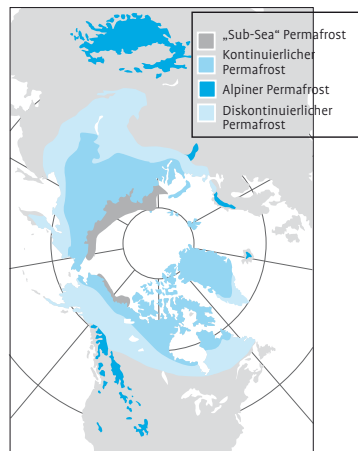 „Sub-Sea“ Permafrost
Kontinuierlicher
Permafrost
Alpiner Permafrost
Diskontinuierlicher
Permafrost